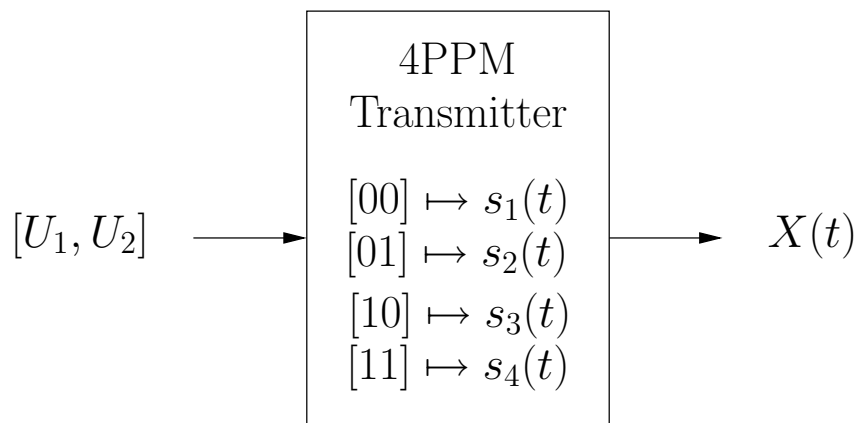 4PPM
Transmitter
[00] ↦ s₁(t)
[U₁, U₂]
[01] ↦ s₂(t)
X(t)
[10] ↦ s₃(t)
[11] ↦ s₄(t)